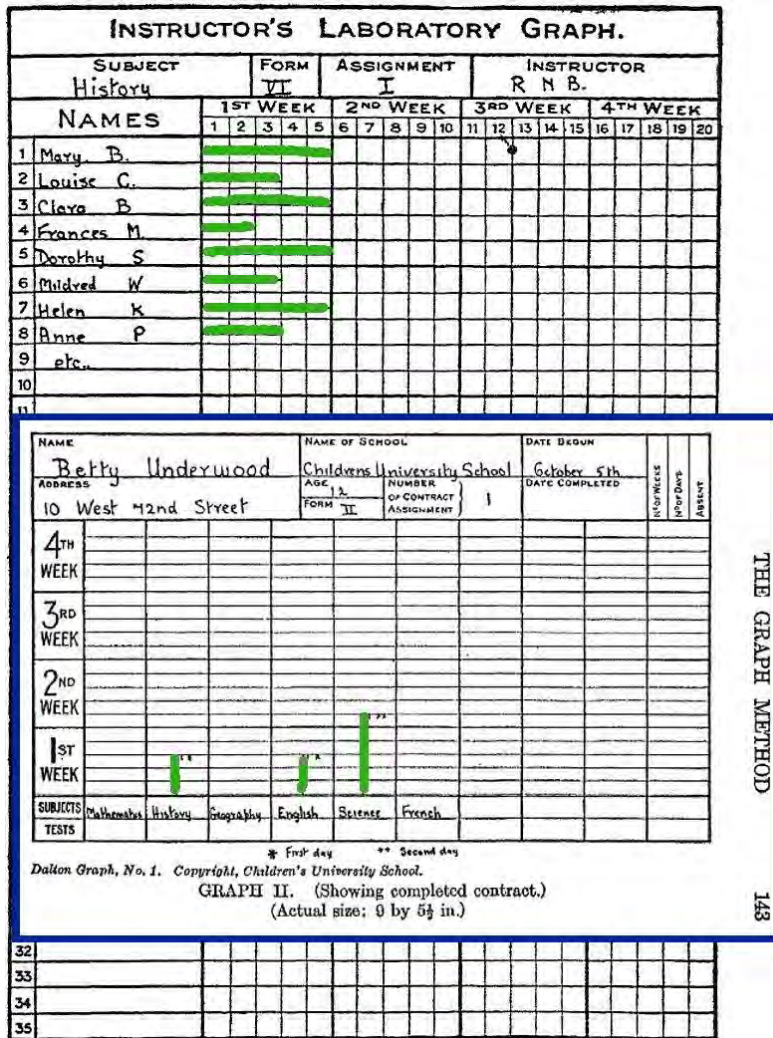 INSTRUCTOR'S LABORATORY GRAPH.
SUBJECT FORM ASSIGNMENT INSTRUCTOR
History VI I R N B.
NAMES 1ST WEEK 2ND WEEK 3RD WEEK 4TH WEEK
1 2 3 4 5 6 7 8 9 10 11 12 13 14 15 16 17 18 19 20
1 Mary. B.
2 Louise C.
3 Clara B
4 Frances M.
5 Dorothy S
6 Mildred W
7 Helen K
8 Anne P
9 etc..
10
11
NAME NAME OF SCHOOL DATE BEGUN
Betty Underwood Childrens University School October 5th
ADDRESS AGE 12 NUMBER OF CONTRACT ASSIGNMENT 1 DATE COMPLETED
10 West 72nd Street FORM II
Nº OF WEEKS
Nº OF DAYS
ABSENT
4TH WEEK
3RD WEEK
2ND WEEK
**
1ST WEEK
** *
SUBJECTS Mathematics History Geography English Science French
TESTS
* First day ** Second day
Dalton Graph, No. 1. Copyright, Children's University School.
GRAPH II. (Showing completed contract.)
(Actual size; 9 by 5½ in.)
THE GRAPH METHOD 143
32
33
34
35